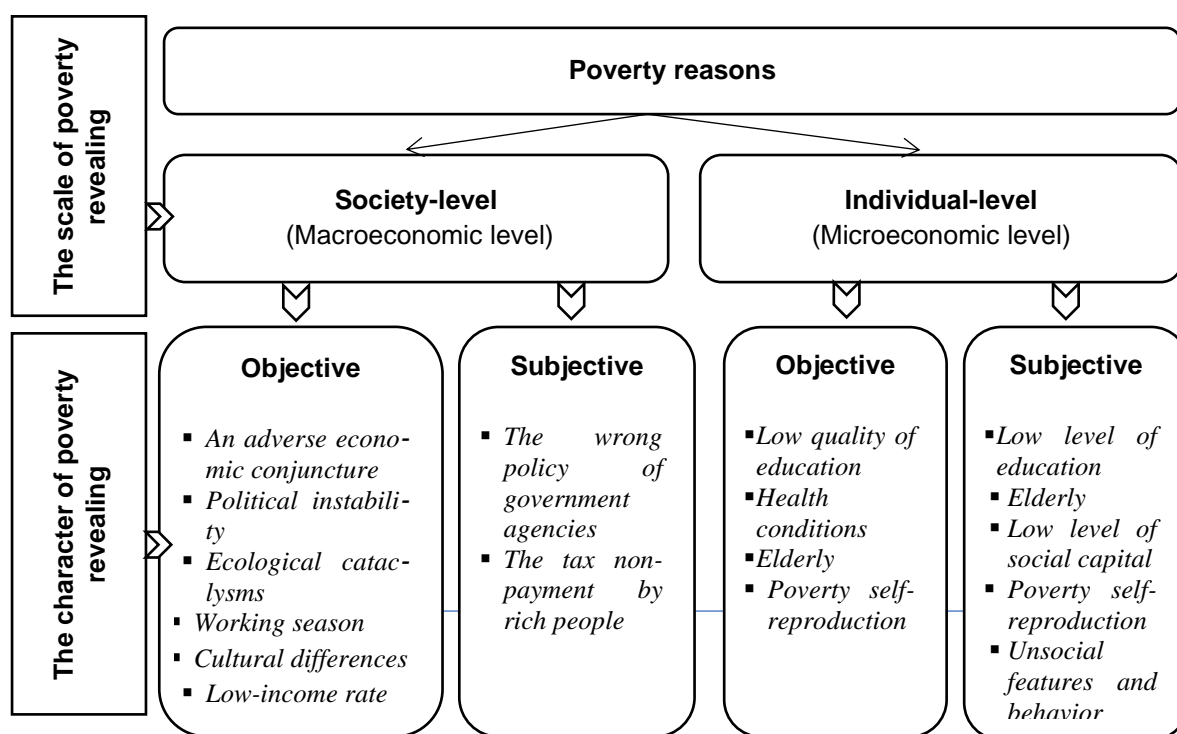 The scale of poverty
revealing
Poverty reasons
Society-level
(Macroeconomic level)
Individual-level
(Microeconomic level)
The character of poverty
revealing
Objective
▪ An adverse econo-
mic conjuncture
▪ Political instabili-
ty
▪ Ecological catac-
lysms
▪ Working season
▪ Cultural differences
▪ Low-income rate
Subjective
▪ The wrong
policy of
government
agencies
▪ The tax non-
payment by
rich people
Objective
▪Low quality of
education
▪Health
conditions
▪Elderly
▪ Poverty self-
reproduction
Subjective
▪Low level of
education
▪ Elderly
▪ Low level of
social capital
▪ Poverty self-
reproduction
▪ Unsocial
features and
behavior